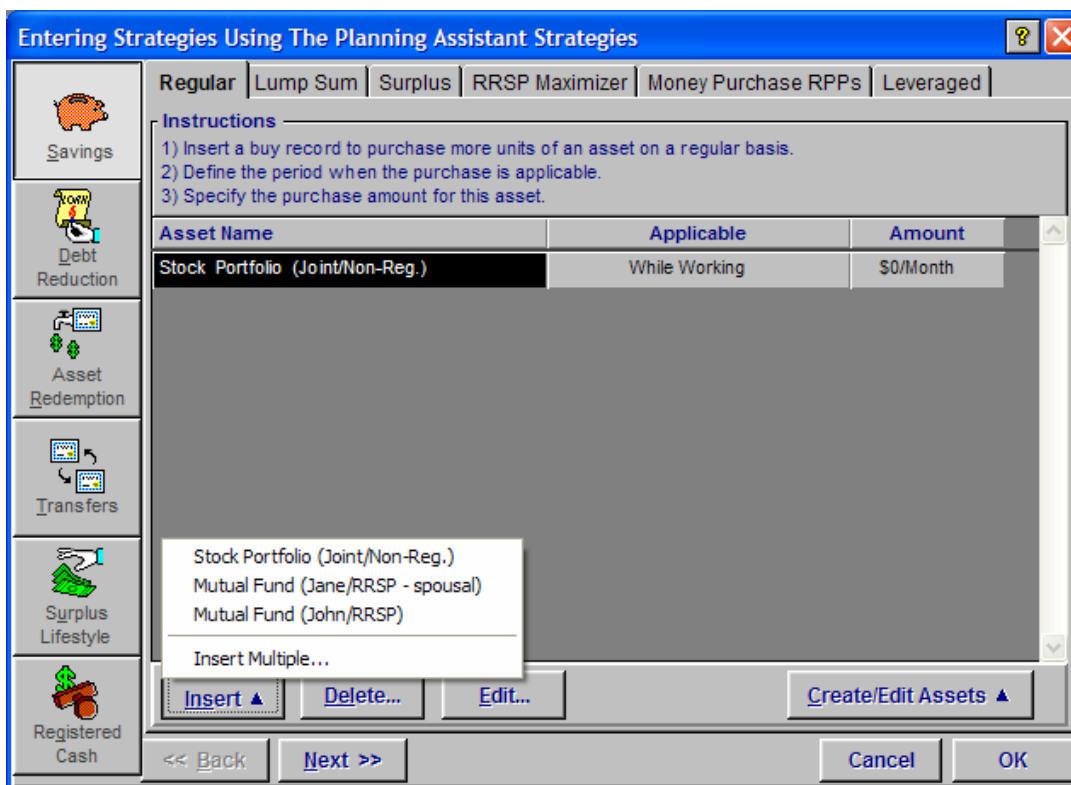 Entering Strategies Using The Planning Assistant Strategies
?
Savings
Debt
Reduction
Asset
Redemption
Transfers
Surplus
Lifestyle
Registered
Cash
Regular Lump Sum Surplus RRSP Maximizer Money Purchase RPPs Leveraged
Instructions
1) Insert a buy record to purchase more units of an asset on a regular basis.
2) Define the period when the purchase is applicable.
3) Specify the purchase amount for this asset.
Asset Name Applicable Amount
Stock Portfolio (Joint/Non-Reg.) While Working $0/Month
Stock Portfolio (Joint/Non-Reg.)
Mutual Fund (Jane/RRSP - spousal)
Mutual Fund (John/RRSP)
Insert Multiple...
Insert ▲ Delete... Edit... Create/Edit Assets ▲
<< Back Next >> Cancel OK